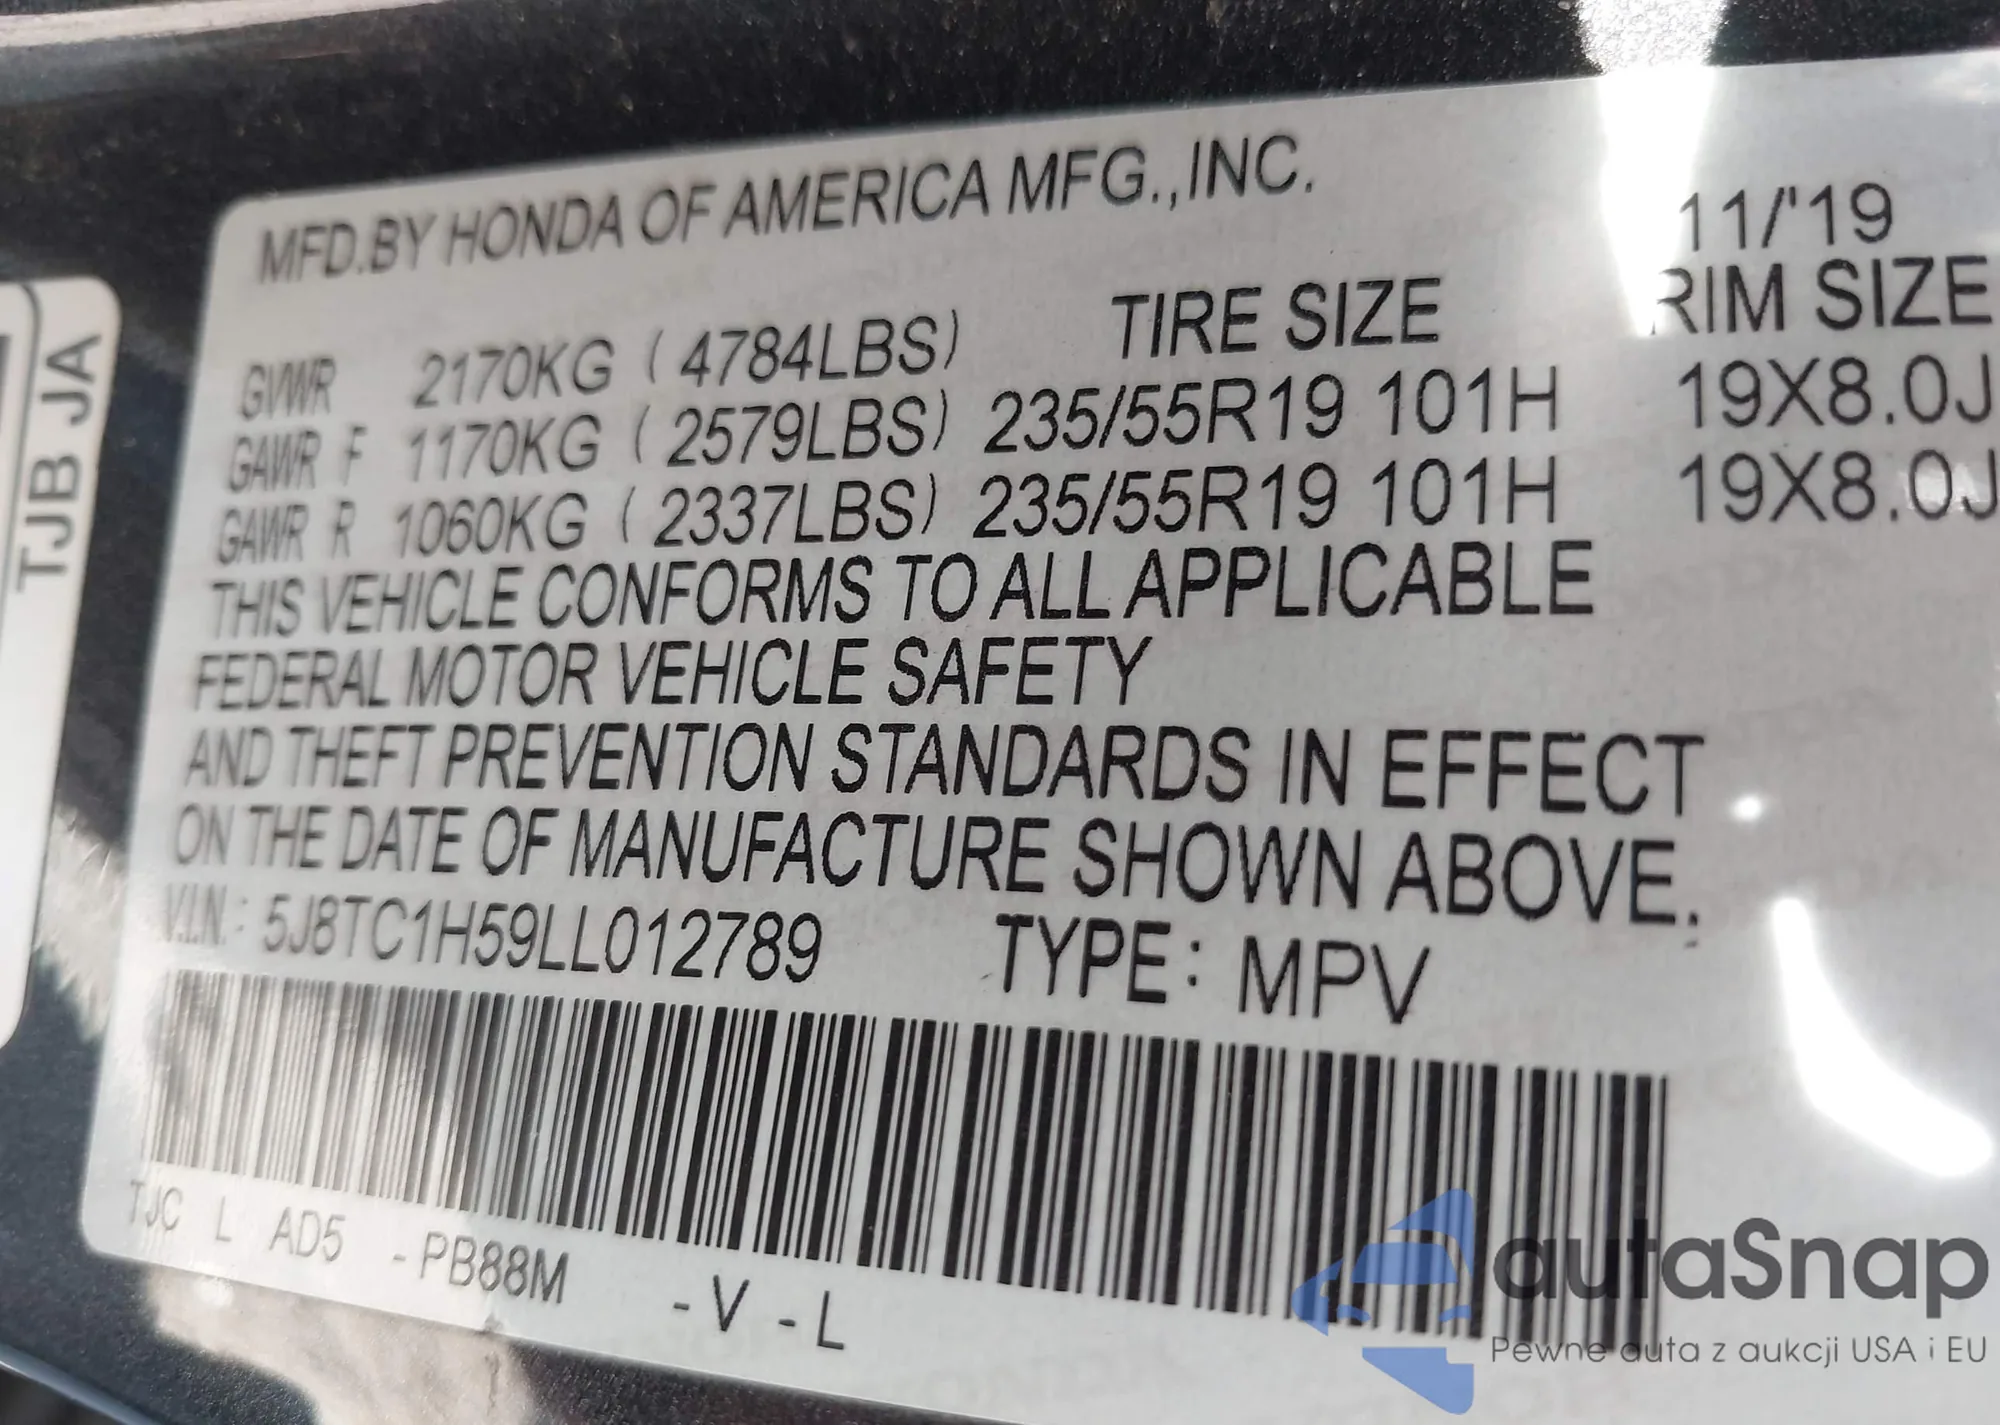 MFD.BY HONDA OF AMERICA MFG.,INC.
11/'19
TIRE SIZE RIM SIZE
GVWR 2170KG ( 4784LBS)
GAWR F 1170KG ( 2579LBS) 235/55R19 101H 19X8.0J
GAWR R 1060KG ( 2337LBS) 235/55R19 101H 19X8.0J
THIS VEHICLE CONFORMS TO ALL APPLICABLE
FEDERAL MOTOR VEHICLE SAFETY
AND THEFT PREVENTION STANDARDS IN EFFECT
ON THE DATE OF MANUFACTURE SHOWN ABOVE.
V.I.N.: 5J8TC1H59LL012789 TYPE: MPV
TJC L AD5 -PB88M -V -L
TJB JA
autaSnap
Pewne auta z aukcji USA i EU